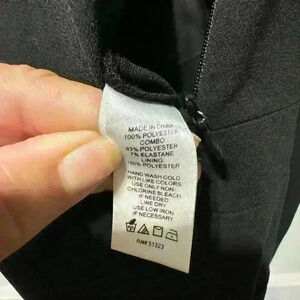 MADE IN CHINA
100% POLYESTER
COMBO
93% POLYESTER
7% ELASTANE
LINING
100% POLYESTER
HAND WASH COLD
WITH LIKE COLORS
USE ONLY NON-
CHLORINE BLEACH
IF NEEDED
LINE DRY
USE LOW IRON
IF NECESSARY
RN# 51323